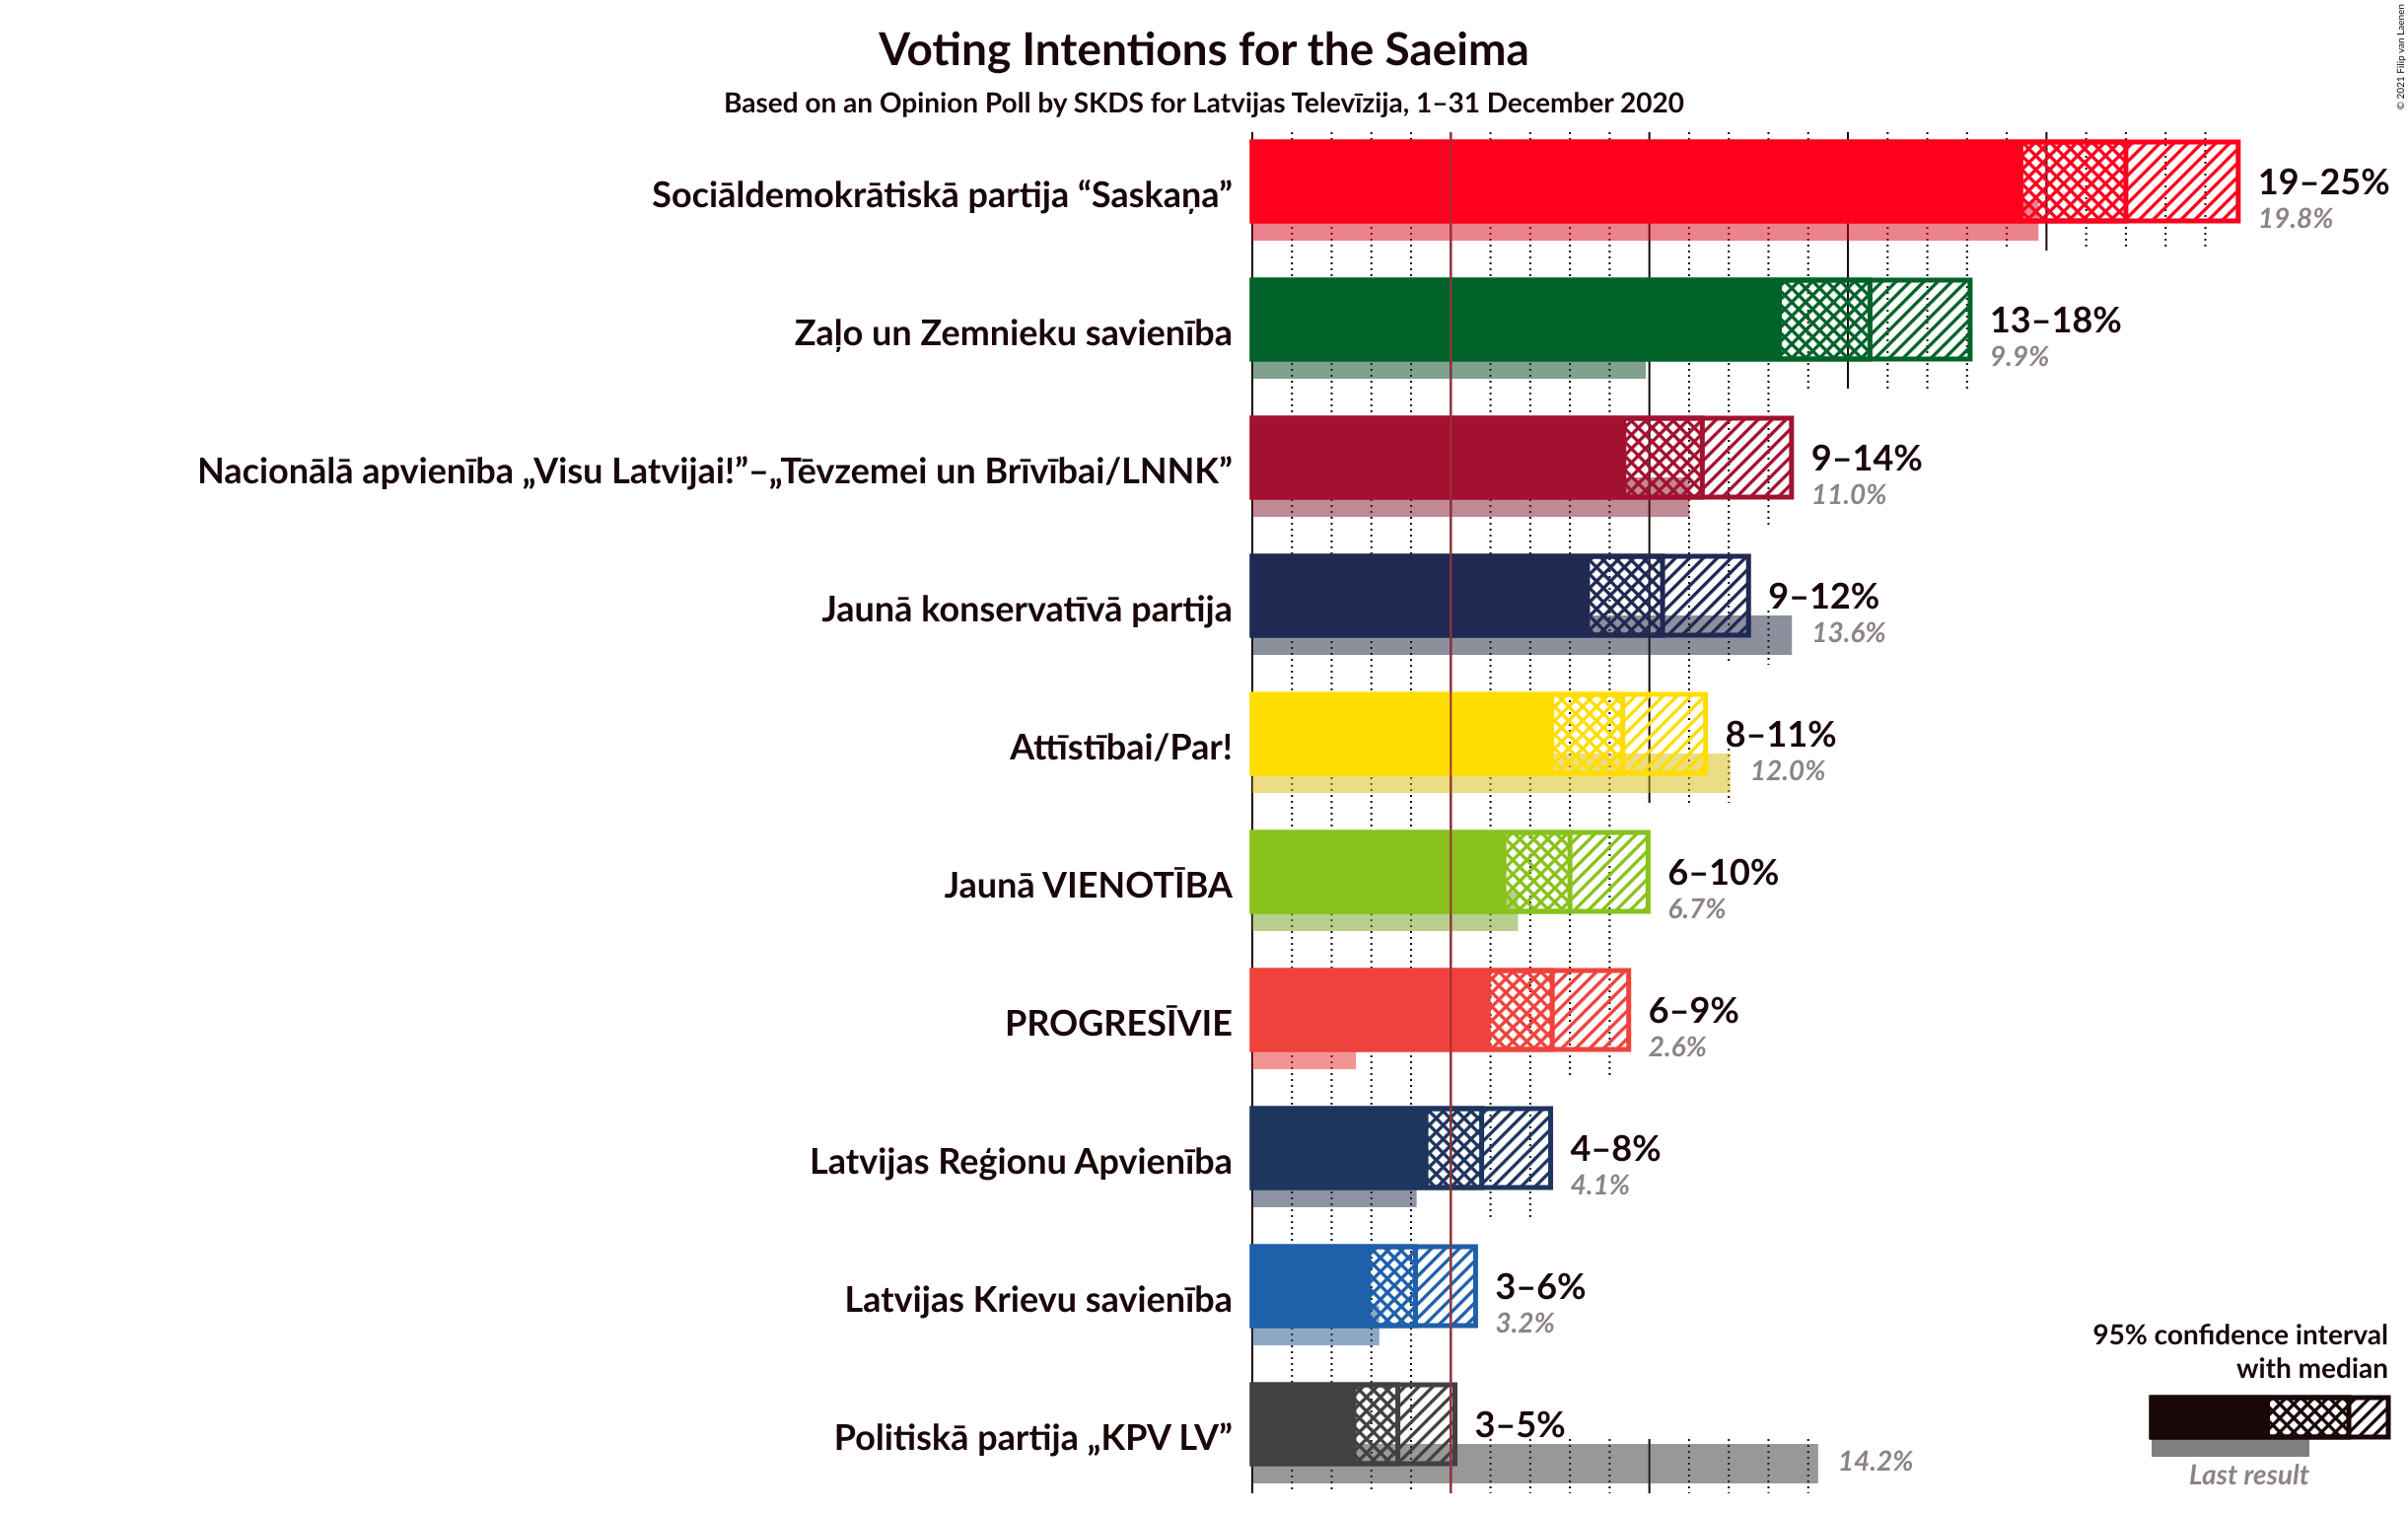 Voting Intentions for the Saeima
Based on an Opinion Poll by SKDS for Latvijas Televīzija, 1–31 December 2020
© 2021 Filip van Laenen
Sociāldemokrātiskā partija “Saskaņa”
19–25%
19.8%
Zaļo un Zemnieku savienība
13–18%
9.9%
Nacionālā apvienība „Visu Latvijai!”–„Tēvzemei un Brīvībai/LNNK”
9–14%
11.0%
Jaunā konservatīvā partija
9–12%
13.6%
Attīstībai/Par!
8–11%
12.0%
Jaunā VIENOTĪBA
6–10%
6.7%
PROGRESĪVIE
6–9%
2.6%
Latvijas Reģionu Apvienība
4–8%
4.1%
Latvijas Krievu savienība
3–6%
3.2%
Politiskā partija „KPV LV”
3–5%
14.2%
95% confidence interval
with median
Last result